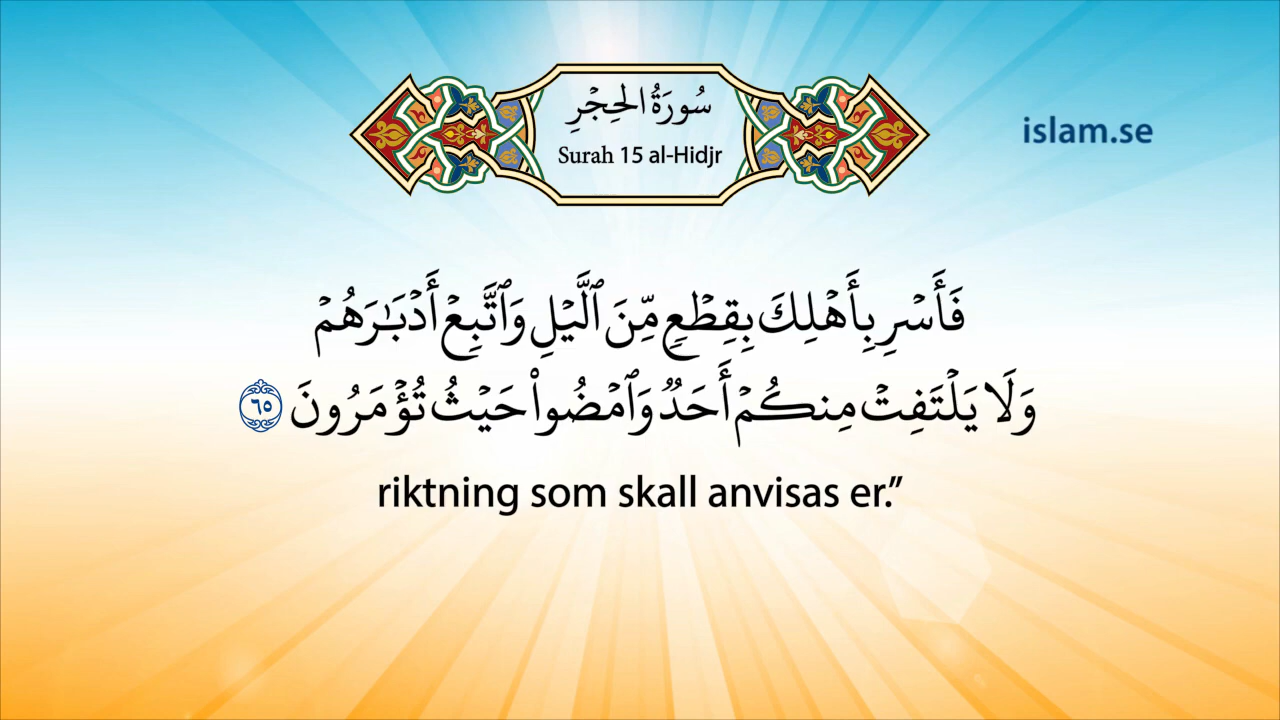 سُورَةُ الحِجْرِ
Surah 15 al-Hidjr
islam.se
فَأَسْرِ بِأَهْلِكَ بِقِطْعٍ مِّنَ ٱلَّيْلِ وَٱتَّبِعْ أَدْبَـٰرَهُمْ
وَلَا يَلْتَفِتْ مِنكُمْ أَحَدٌ وَٱمْضُوا۟ حَيْثُ تُؤْمَرُونَ ٦٥
riktning som skall anvisas er.”